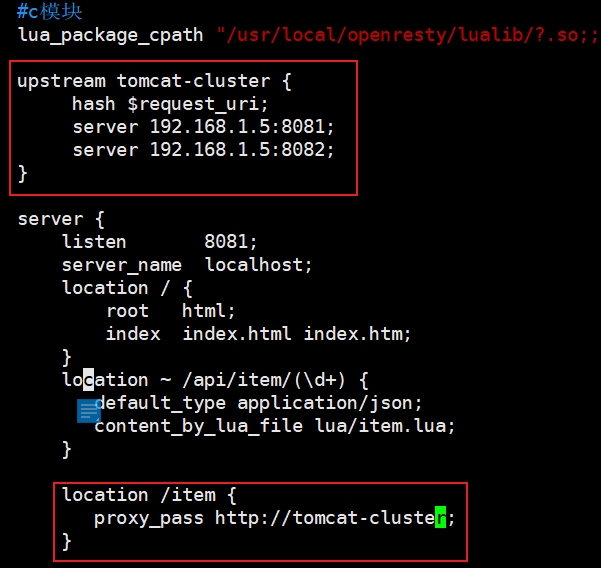 #c模块
lua_package_cpath "/usr/local/openresty/lualib/?.so;;
upstream tomcat-cluster {
hash $request_uri;
server 192.168.1.5:8081;
server 192.168.1.5:8082;
}
server {
listen 8081;
server_name localhost;
location / {
root html;
index index.html index.htm;
}
location ~ /api/item/(\d+) {
default_type application/json;
content_by_lua_file lua/item.lua;
}
location /item {
proxy_pass http://tomcat-cluster;
}